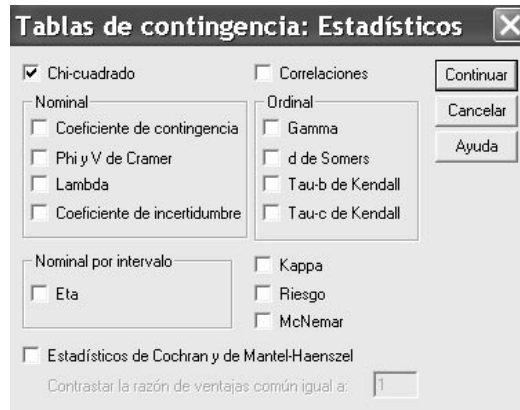 Tablas de contingencia: Estadísticos
Chi-cuadrado
Correlaciones
Continuar
Nominal
Ordinal
Cancelar
Coeficiente de contingencia
Gamma
Ayuda
Phi y V de Cramer
d de Somers
Lambda
Tau-b de Kendall
Coeficiente de incertidumbre
Tau-c de Kendall
Nominal por intervalo
Kappa
Eta
Riesgo
McNemar
Estadísticos de Cochran y de Mantel-Haenszel
Contrastar la razón de ventajas común igual a: 1